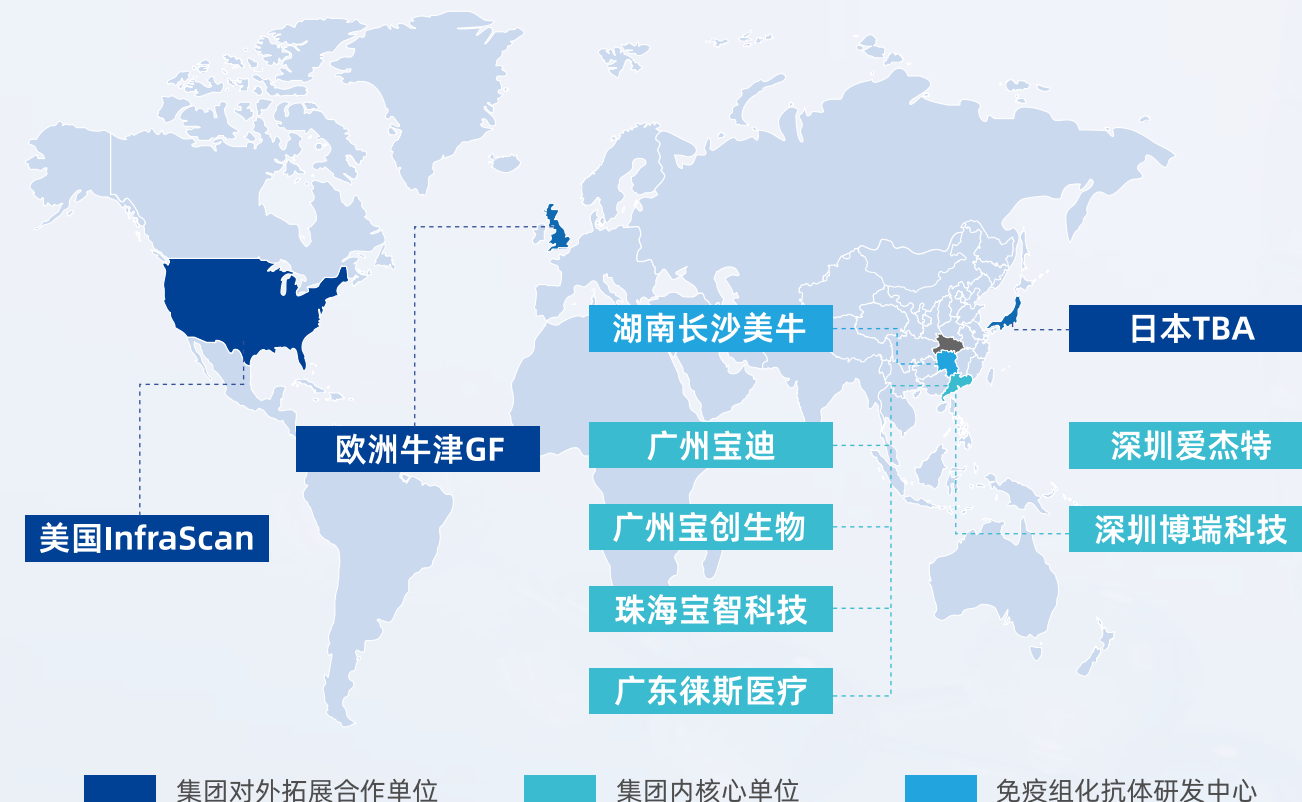 湖南长沙美牛
日本TBA
欧洲牛津GF
广州宝迪
深圳爱杰特
美国InfraScan
广州宝创生物
深圳博瑞科技
珠海宝智科技
广东徕斯医疗
集团对外拓展合作单位
集团内核心单位
免疫组化抗体研发中心